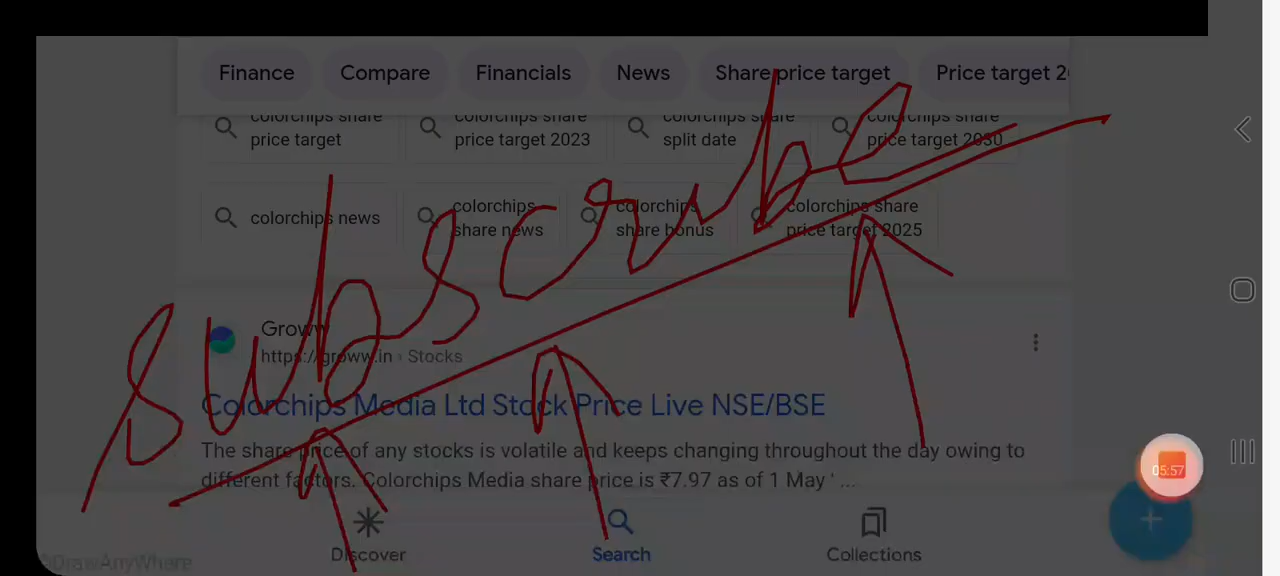 Finance Compare Financials News Share price target Price target 2
colorchips share price target
colorchips share price target 2023
colorchips share split date
colorchips share price target 2030
colorchips news
colorchips share news
colorchips share bonus
colorchips share price target 2025
subscrube
Groww
https://groww.in › Stocks
Colorchips Media Ltd Stock Price Live NSE/BSE
The share price of any stocks is volatile and keeps changing throughout the day owing to
different factors. Colorchips Media share price is ₹7.97 as of 1 May ' ...
05:57
Discover Search Collections
©DrawAnyWhere